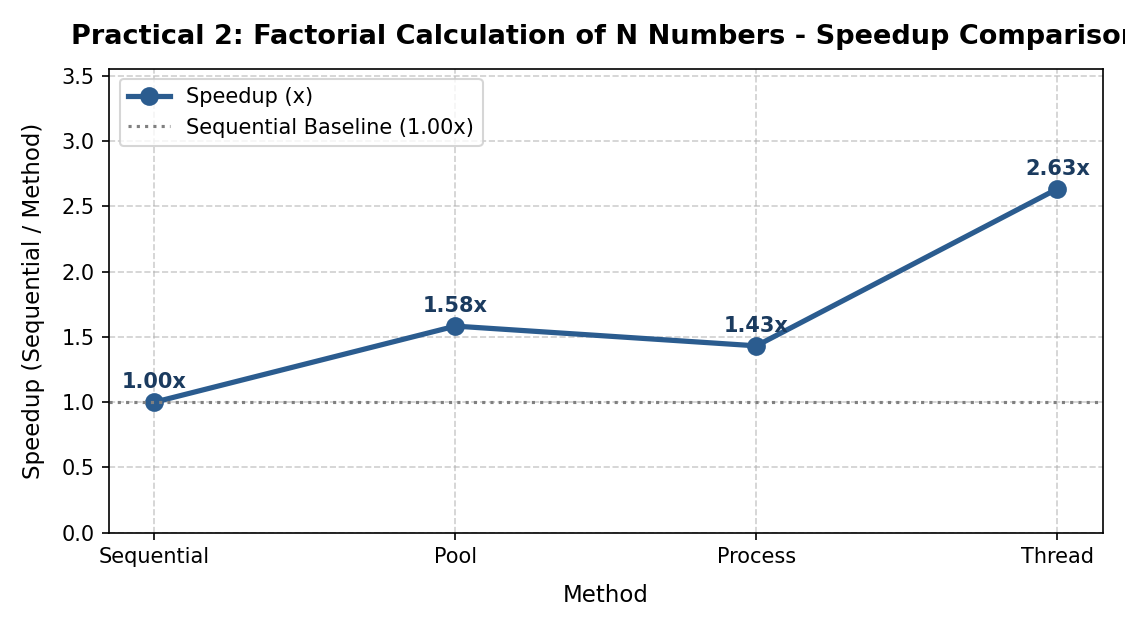 Practical 2: Factorial Calculation of N Numbers - Speedup Comparison
Speedup (x)
Sequential Baseline (1.00x)
Speedup (Sequential / Method)
3.5
3.0
2.5
2.0
1.5
1.0
0.5
0.0
1.00x
1.58x
1.43x
2.63x
Sequential
Pool
Process
Thread
Method